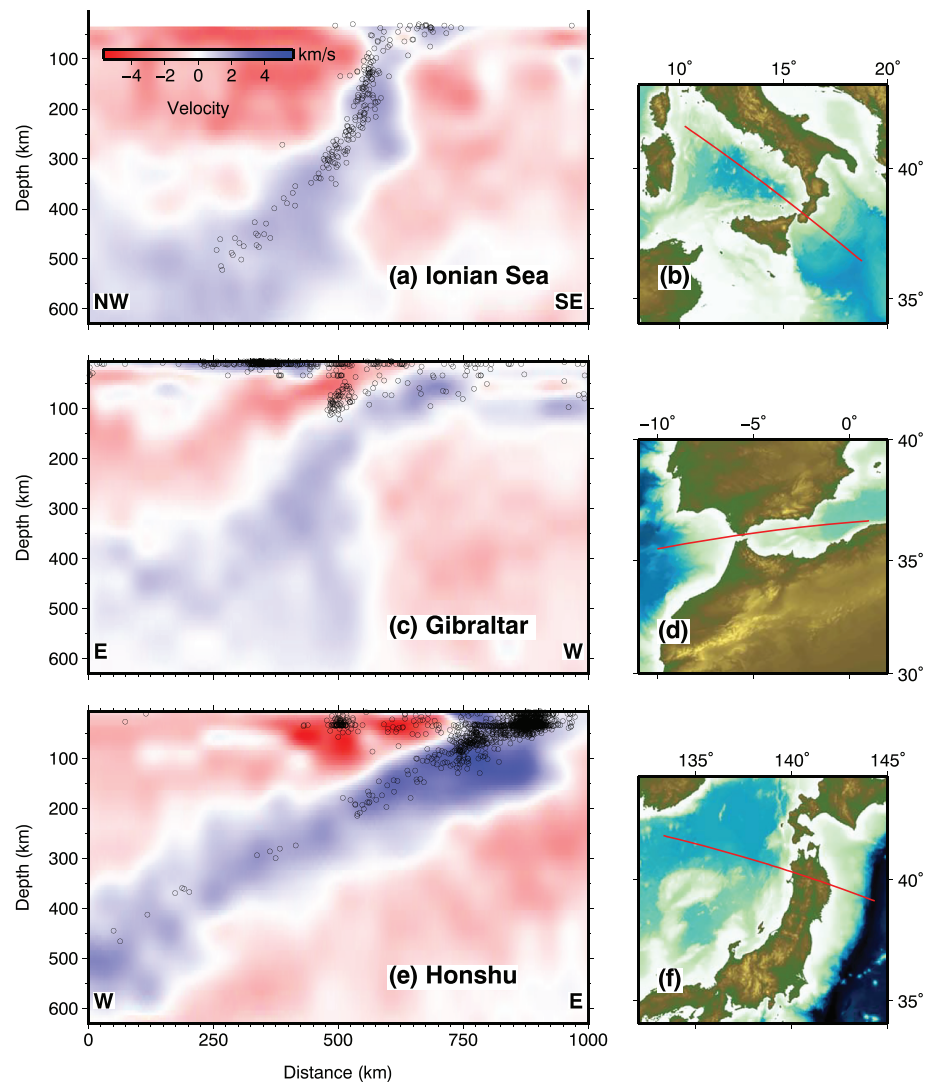 100
200
300
400
500
600
Depth (km)
−4 −2 0 2 4 km/s
Velocity
(a) Ionian Sea
NW
SE
10° 15° 20°
40°
35°
(b)
100
200
300
400
500
600
Depth (km)
(c) Gibraltar
E
W
−10° −5° 0°
40°
35°
30°
(d)
100
200
300
400
500
600
Depth (km)
(e) Honshu
W
E
0 250 500 750 1000
Distance (km)
135° 140° 145°
40°
35°
(f)